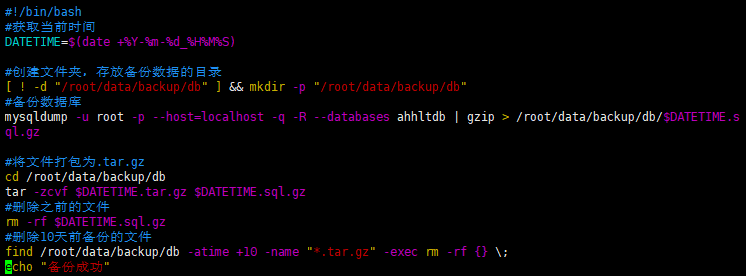 #!/bin/bash
#获取当前时间
DATETIME=$(date +%Y-%m-%d_%H%M%S)
#创建文件夹，存放备份数据的目录
[ ! -d "/root/data/backup/db" ] && mkdir -p "/root/data/backup/db"
#备份数据库
mysqldump -u root -p --host=localhost -q -R --databases ahhltdb | gzip > /root/data/backup/db/$DATETIME.s
ql.gz
#将文件打包为.tar.gz
cd /root/data/backup/db
tar -zcvf $DATETIME.tar.gz $DATETIME.sql.gz
#删除之前的文件
rm -rf $DATETIME.sql.gz
#删除10天前备份的文件
find /root/data/backup/db -atime +10 -name "*.tar.gz" -exec rm -rf {} \;
echo "备份成功"